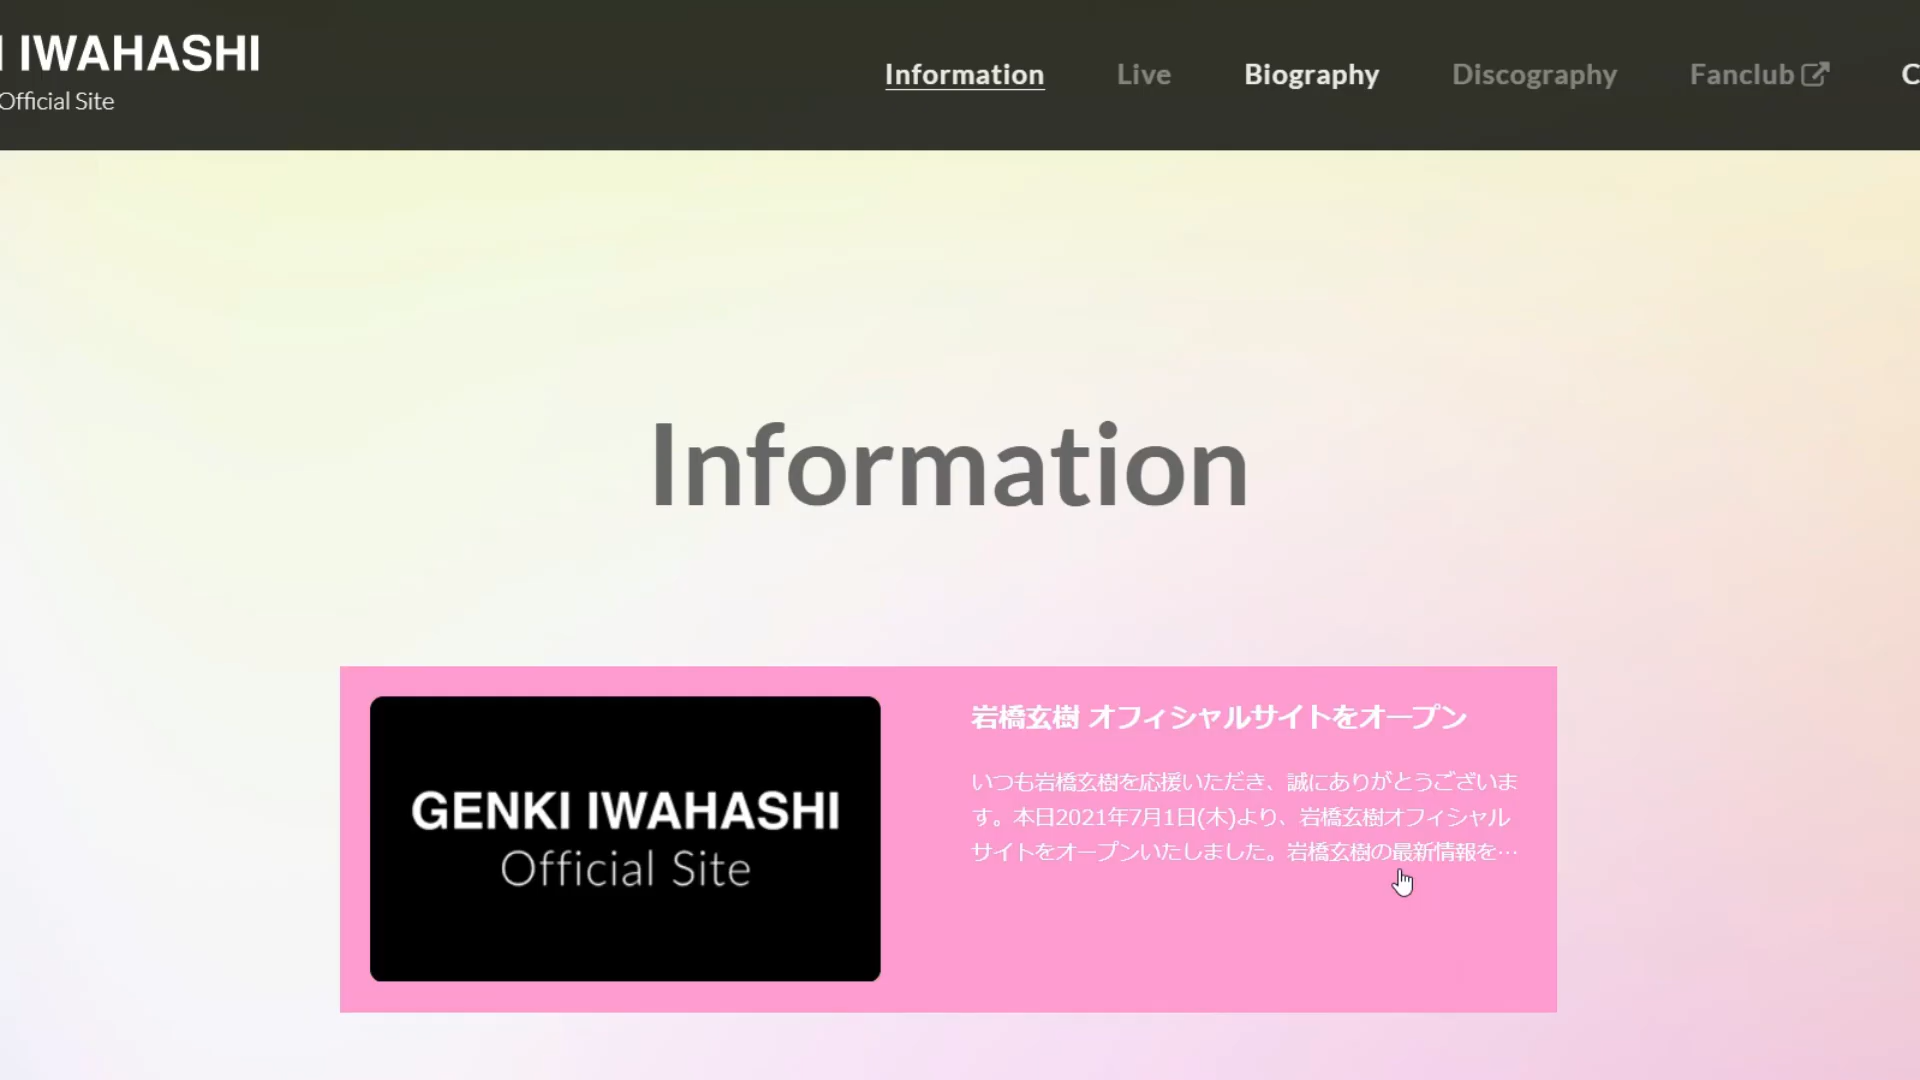 IWAHASHI
Official Site
Information Live Biography Discography Fanclub
Information
岩橋玄樹 オフィシャルサイトをオープン
いつも岩橋玄樹を応援いただき、誠にありがとうございま
す。本日2021年7月1日(木)より、岩橋玄樹オフィシャル
サイトをオープンいたしました。岩橋玄樹の最新情報を…
GENKI IWAHASHI
Official Site